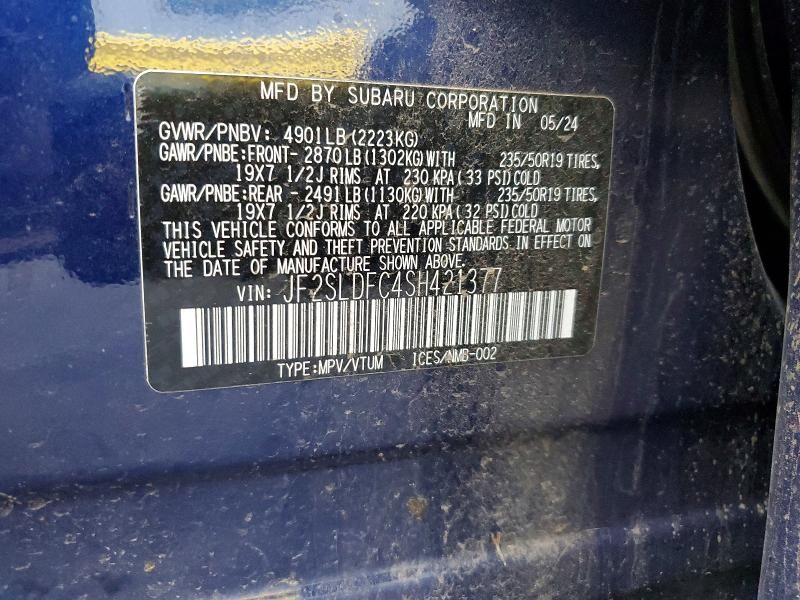 MFD BY SUBARU CORPORATION
MFD IN 05/24
GVWR/PNBV: 4901LB(2223KG)
GAWR/PNBE:FRONT- 2870LB(1302KG)WITH 235/50R19 TIRES,
19X7 1/2J RIMS AT 230 KPA(33 PSI)COLD
GAWR/PNBE:REAR - 2491LB(1130KG)WITH 235/50R19 TIRES,
19X7 1/2J RIMS AT 220 KPA(32 PSI)COLD
THIS VEHICLE CONFORMS TO ALL APPLICABLE FEDERAL MOTOR
VEHICLE SAFETY AND THEFT PREVENTION STANDARDS IN EFFECT ON
THE DATE OF MANUFACTURE SHOWN ABOVE.
VIN: JF2SLDFC4SH421377
TYPE:MPV/VTUM ICES/NMB-002